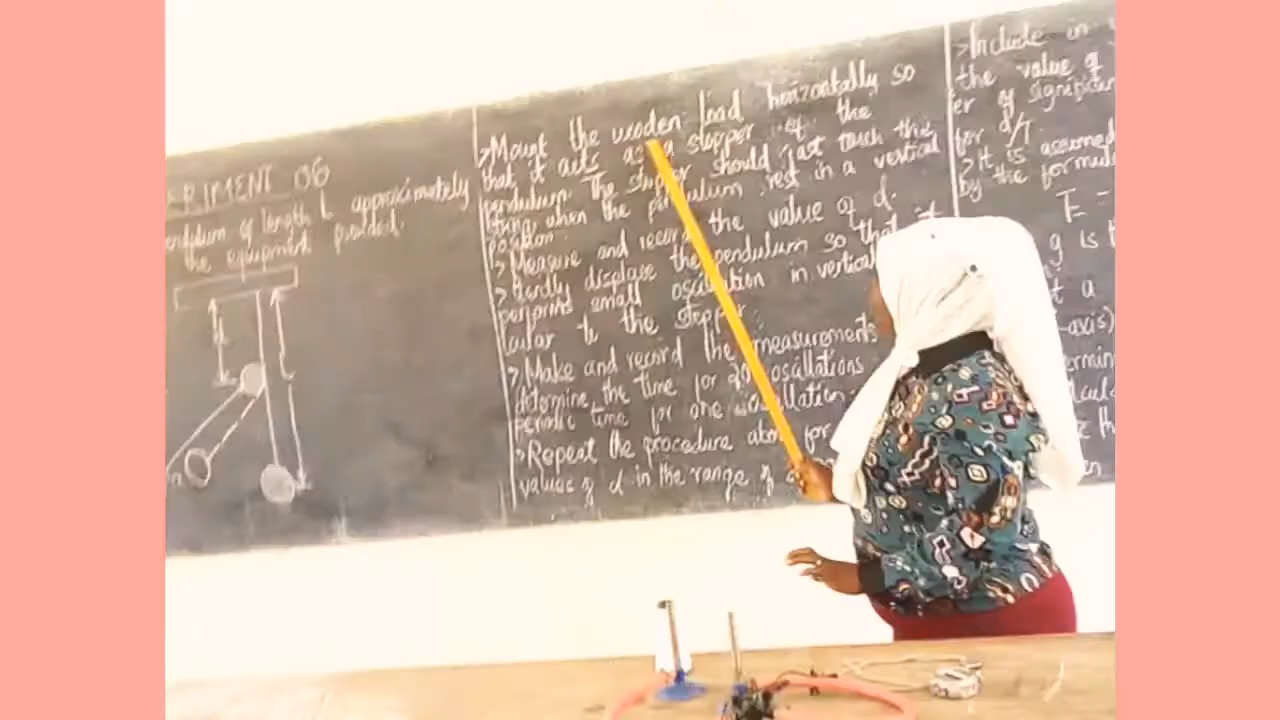 RIMENT 06
pendulum of length L approximately
the equipment provided.
d
L
>Mount the wooden load horizontally so
that it acts as a stopper of the
pendulum. The stopper should just touch the
string when the pendulum rest in a vertical
position.
> Measure and record the value of d.
> Gently displace the pendulum so that it
performs small oscillation in vertical
cular to the stopper.
> Make and record the measurements
determine the time for 20 oscillations
periodic time for one oscillation.
>Repeat the procedure above for
values of d in the range of
>Include in
the value of
er of significan
for d/T.
> It is assumed
by the formul
T =
g is t
t a
-axis)
ermin